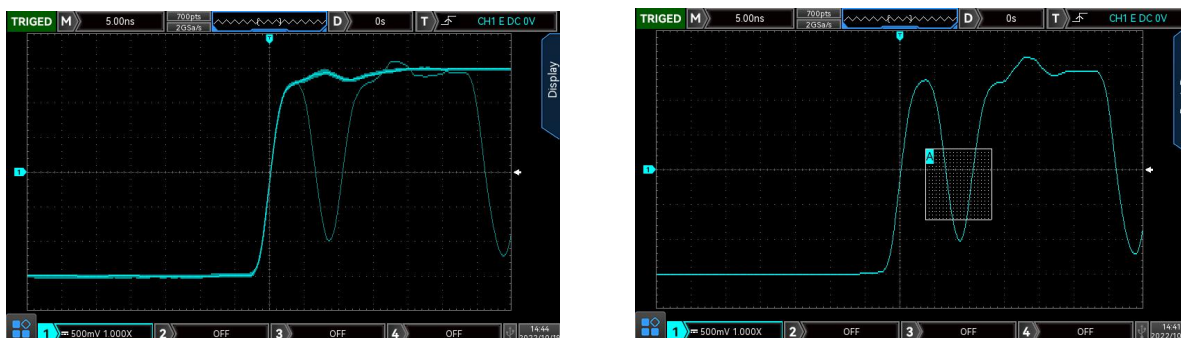 TRIGED M 5.00ns 700pts 2GSa/s D 0s T CH1 E DC 0V
T
Display
1
1 500mV 1.000X 2 OFF 3 OFF 4 OFF 14:44
TRIGED M 5.00ns 700pts 2GSa/s D 0s T CH1 E DC 0V
T
A
1
1 500mV 1.000X 2 OFF 3 OFF 4 OFF 14:41